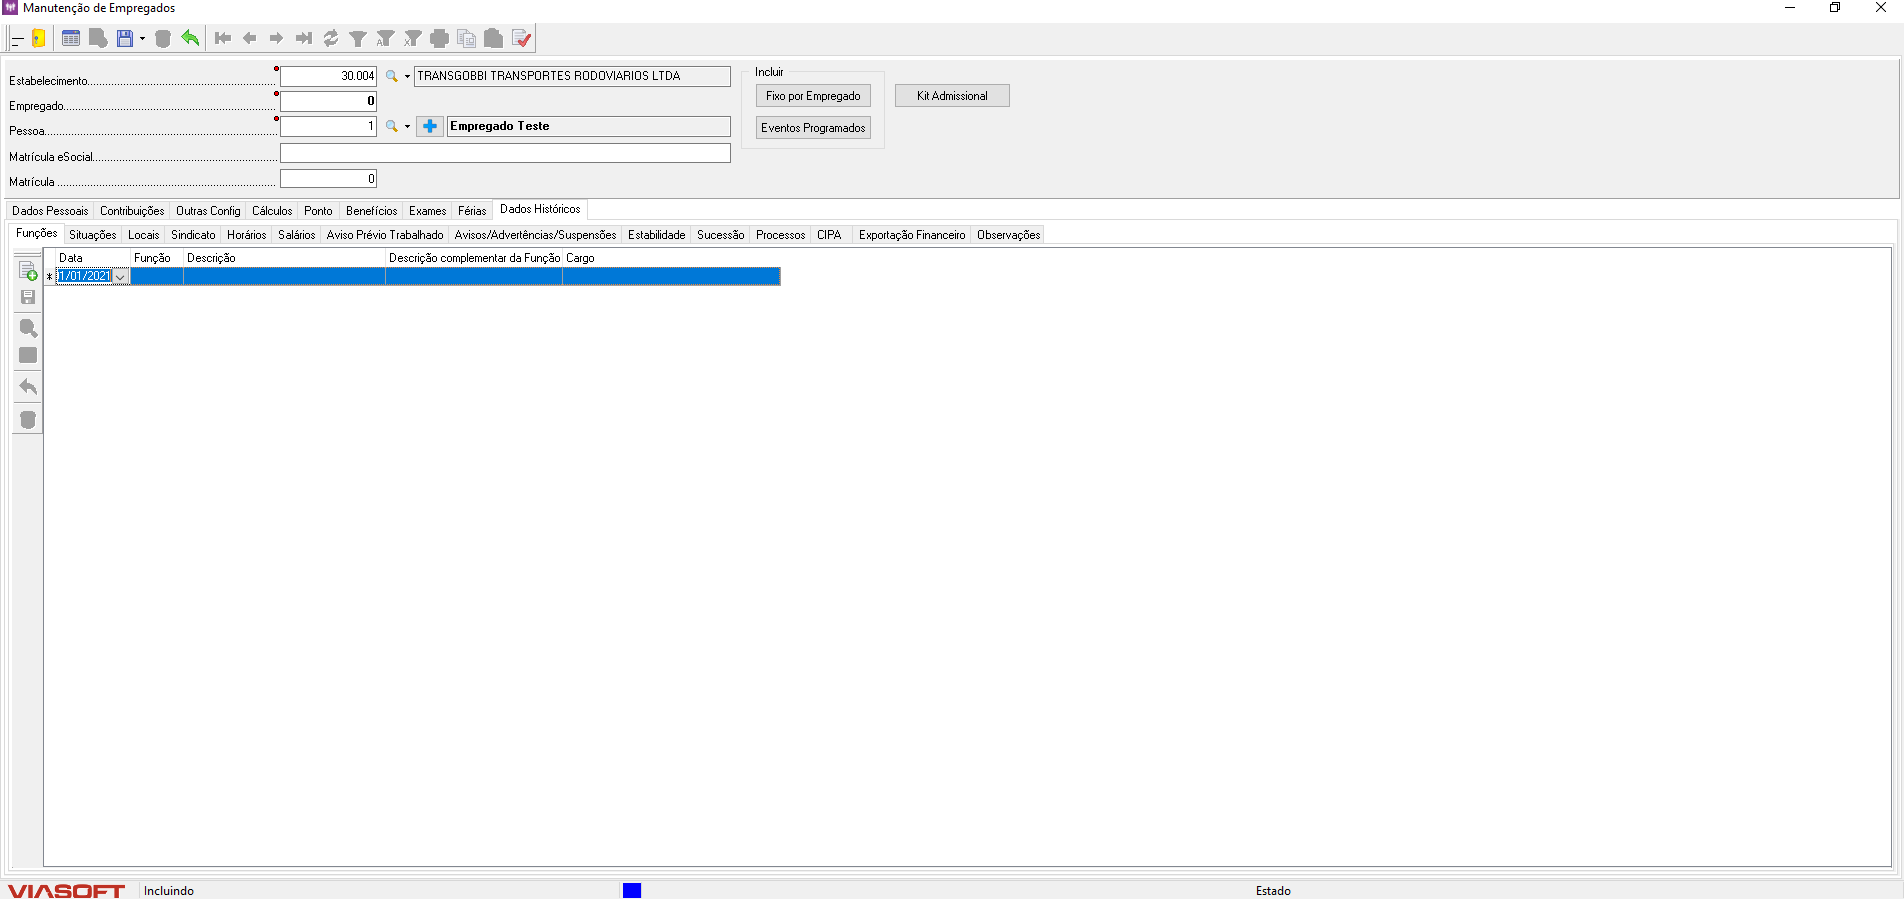 Manutenção de Empregados
Estabelecimento 30.004 TRANSGOBBI TRANSPORTES RODOVIARIOS LTDA
Empregado 0
Pessoa 1 Empregado Teste
Matrícula eSocial
Matrícula 0
Incluir
Fixo por Empregado
Eventos Programados
Kit Admissional
Dados Pessoais Contribuições Outras Config Cálculos Ponto Benefícios Exames Férias Dados Históricos
Funções Situações Locais Sindicato Horários Salários Aviso Prévio Trabalhado Avisos/Advertências/Suspensões Estabilidade Sucessão Processos CIPA Exportação Financeiro Observações
Data Função Descrição Descrição complementar da Função Cargo
* 1/01/2021
VIASOFT Incluindo Estado